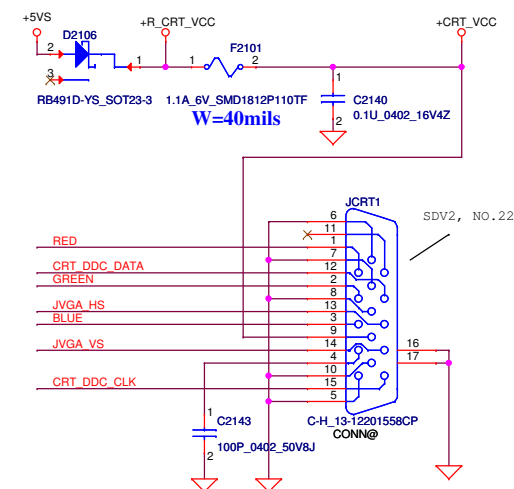 +5VS
+R_CRT_VCC
+CRT_VCC
D2106
2
1
3
RB491D-YS_SOT23-3
F2101
1
2
1.1A_6V_SMD1812P110TF
W=40mils
1
C2140
0.1U_0402_16V4Z
2
JCRT1
SDV2, NO.22
6
11
RED
1
7
CRT_DDC_DATA
12
GREEN
2
8
JVGA_HS
13
BLUE
3
9
JVGA_VS
14
16
4
17
10
CRT_DDC_CLK
15
5
1
C2143
100P_0402_50V8J
2
C-H_13-12201558CP
CONN@